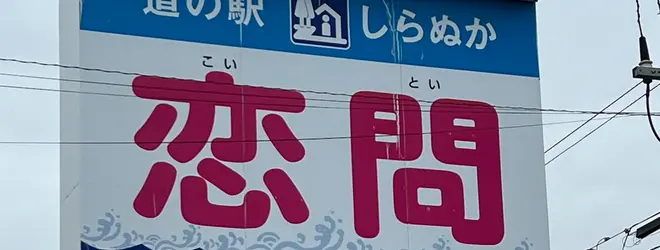 道の駅 しらぬか
こい とい
恋問